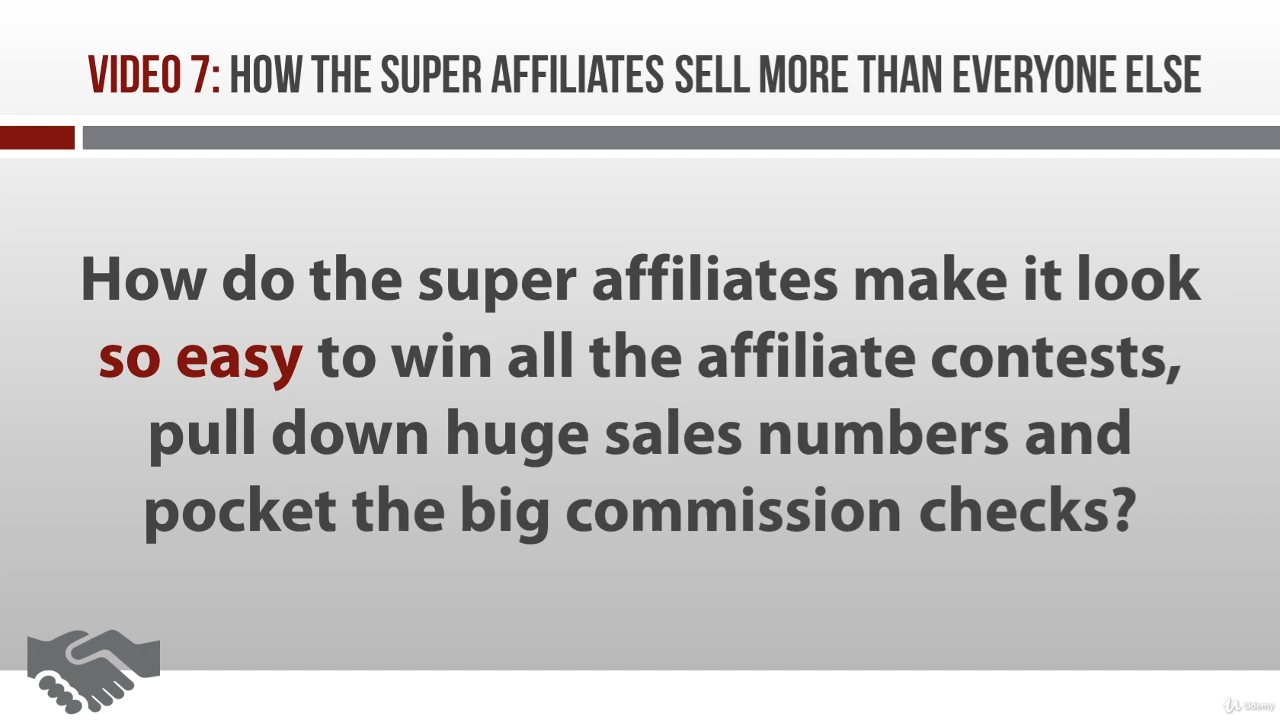 VIDEO 7: HOW THE SUPER AFFILIATES SELL MORE THAN EVERYONE ELSE
How do the super affiliates make it look
so easy to win all the affiliate contests,
pull down huge sales numbers and
pocket the big commission checks?
Udemy